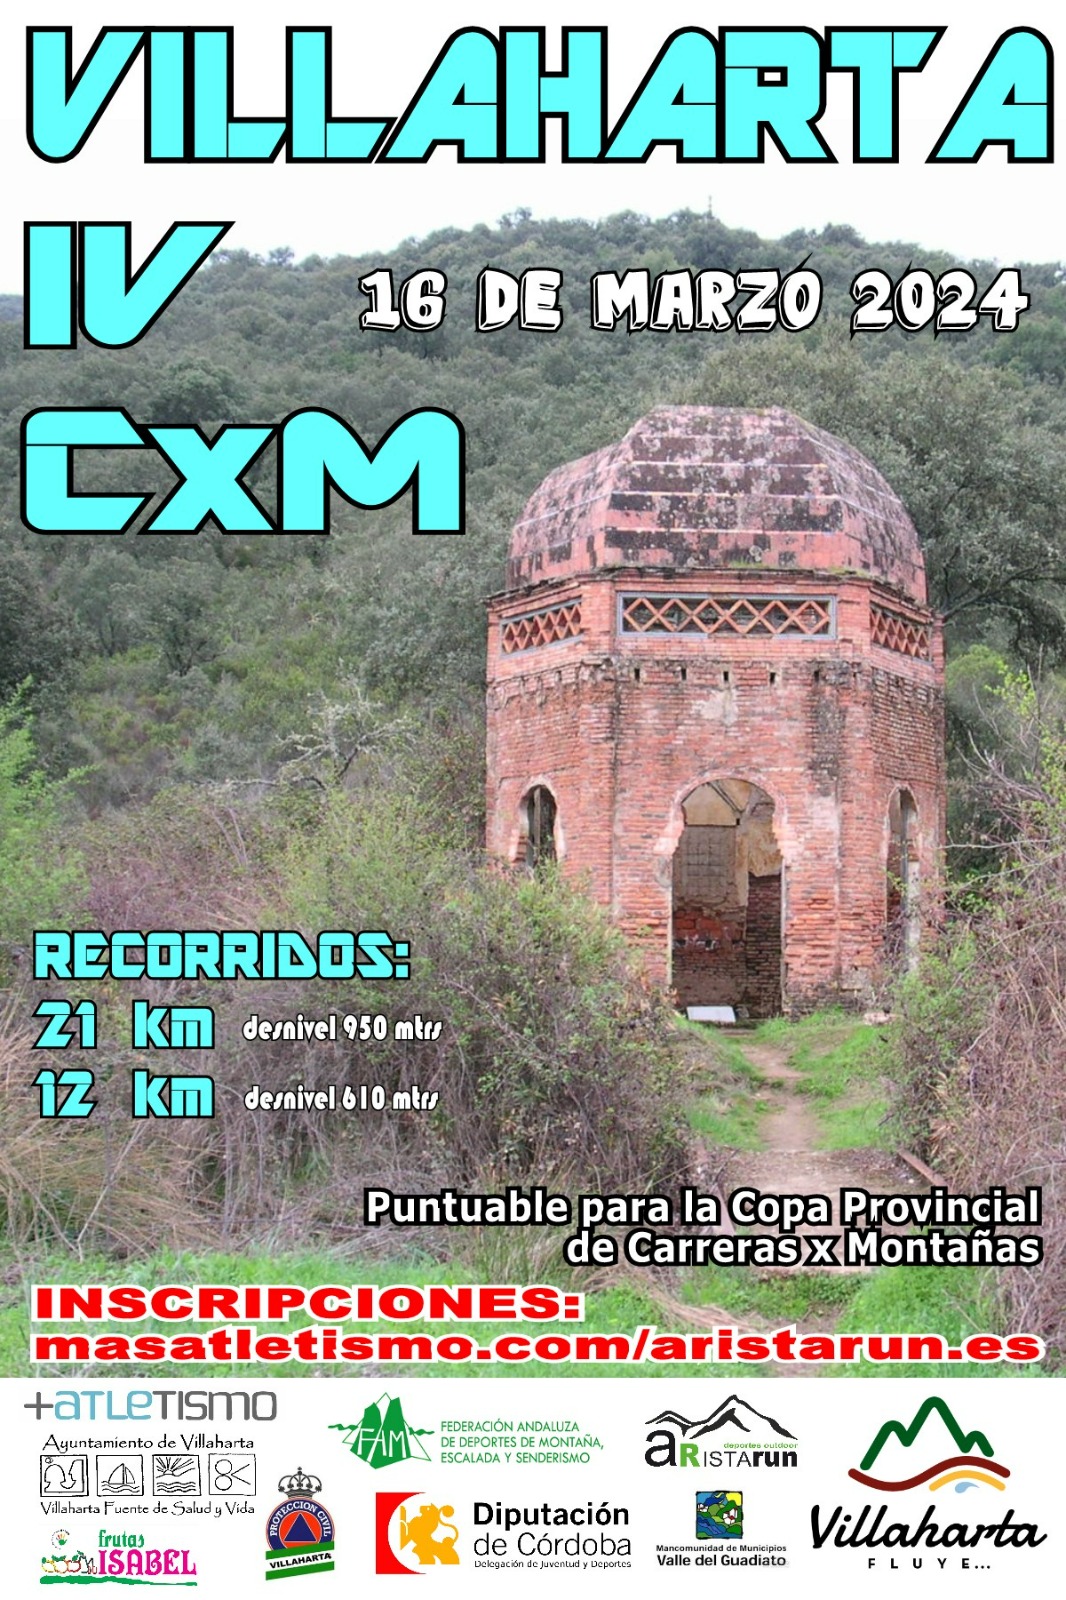 VILLAHARTA
IV
16 DE MARZO 2024
CxM
RECORRIDOS:
21 km desnivel 950 mtrs
12 km desnivel 610 mtrs
Puntuable para la Copa Provincial
de Carreras x Montañas
INSCRIPCIONES:
masatletismo.com/aristarun.es
+ATLETISMO
Ayuntamiento de Villaharta
Villaharta Fuente de Salud y Vida
frutas
ISABEL
PROTECCION CIVIL
VILLAHARTA
FAM
FEDERACIÓN ANDALUZA
DE DEPORTES DE MONTAÑA,
ESCALADA Y SENDERISMO
deportes outdoor
aRISTArun
Diputación
de Córdoba
Delegación de Juventud y Deportes
Mancomunidad de Municipios
Valle del Guadiato
Villaharta
FLUYE...